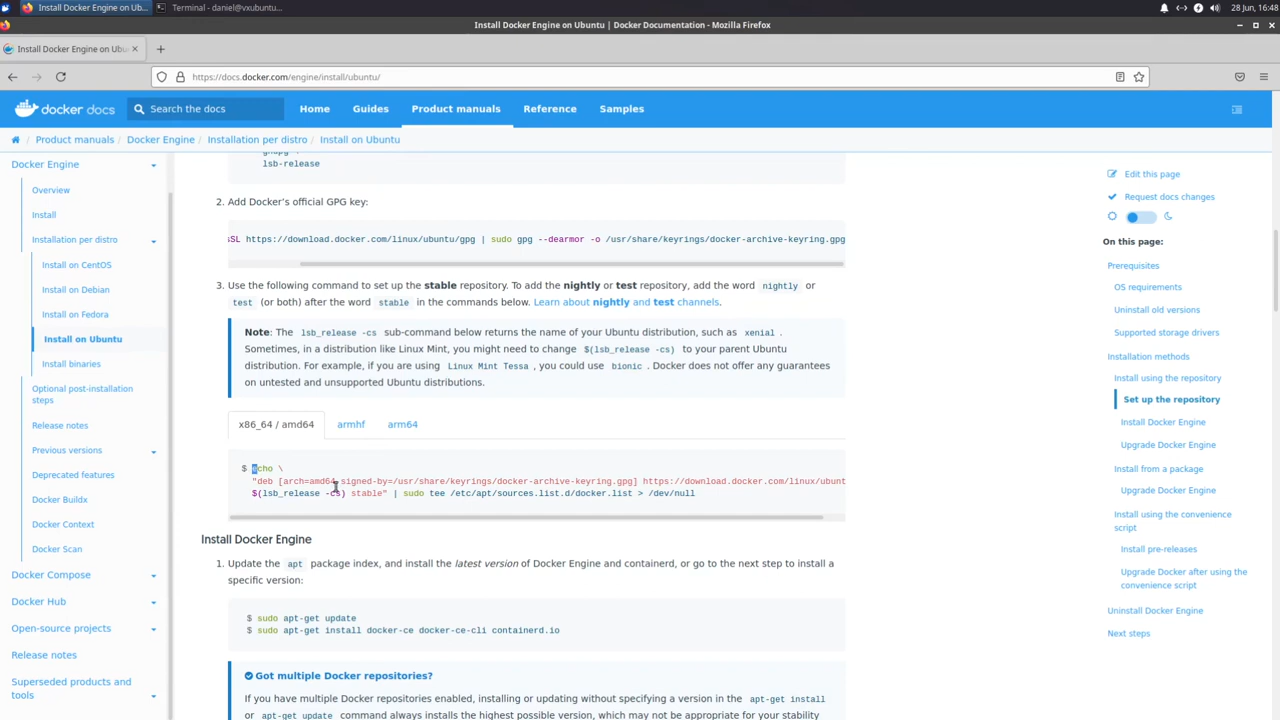 Install Docker Engine on Ub...
Terminal - daniel@vxubuntu...
28 Jun, 16:48
Install Docker Engine on Ubuntu | Docker Documentation - Mozilla Firefox
Install Docker Engine on Ubu
https://docs.docker.com/engine/install/ubuntu/
docker docs
Search the docs
Home
Guides
Product manuals
Reference
Samples
/ Product manuals / Docker Engine / Installation per distro / Install on Ubuntu
Docker Engine
Overview
Install
Installation per distro
Install on CentOS
Install on Debian
Install on Fedora
Install on Ubuntu
Install binaries
Optional post-installation
steps
Release notes
Previous versions
Deprecated features
Docker Buildx
Docker Context
Docker Scan
Docker Compose
Docker Hub
Open-source projects
Release notes
Superseded products and
tools
lsb-release
2. Add Docker's official GPG key:
sSL https://download.docker.com/linux/ubuntu/gpg | sudo gpg --dearmor -o /usr/share/keyrings/docker-archive-keyring.gpg
3. Use the following command to set up the stable repository. To add the nightly or test repository, add the word nightly or
test (or both) after the word stable in the commands below. Learn about nightly and test channels.
Note: The lsb_release -cs sub-command below returns the name of your Ubuntu distribution, such as xenial .
Sometimes, in a distribution like Linux Mint, you might need to change $(lsb_release -cs) to your parent Ubuntu
distribution. For example, if you are using Linux Mint Tessa , you could use bionic . Docker does not offer any guarantees
on untested and unsupported Ubuntu distributions.
x86_64 / amd64
armhf
arm64
$ echo \
"deb [arch=amd64 signed-by=/usr/share/keyrings/docker-archive-keyring.gpg] https://download.docker.com/linux/ubunt
$(lsb_release -cs) stable" | sudo tee /etc/apt/sources.list.d/docker.list > /dev/null
Install Docker Engine
1. Update the apt package index, and install the latest version of Docker Engine and containerd, or go to the next step to install a
specific version:
$ sudo apt-get update
$ sudo apt-get install docker-ce docker-ce-cli containerd.io
Got multiple Docker repositories?
If you have multiple Docker repositories enabled, installing or updating without specifying a version in the apt-get install
or apt-get update command always installs the highest possible version, which may not be appropriate for your stability
Edit this page
Request docs changes
On this page:
Prerequisites
OS requirements
Uninstall old versions
Supported storage drivers
Installation methods
Install using the repository
Set up the repository
Install Docker Engine
Upgrade Docker Engine
Install from a package
Upgrade Docker Engine
Install using the convenience
script
Install pre-releases
Upgrade Docker after using the
convenience script
Uninstall Docker Engine
Next steps